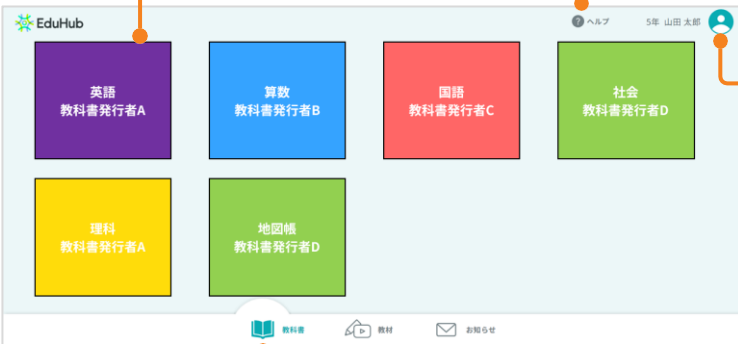 EduHub
ヘルプ
5年 山田 太郎
英語
教科書発行者A
算数
教科書発行者B
国語
教科書発行者C
社会
教科書発行者D
理科
教科書発行者A
地図帳
教科書発行者D
教科書
教材
お知らせ